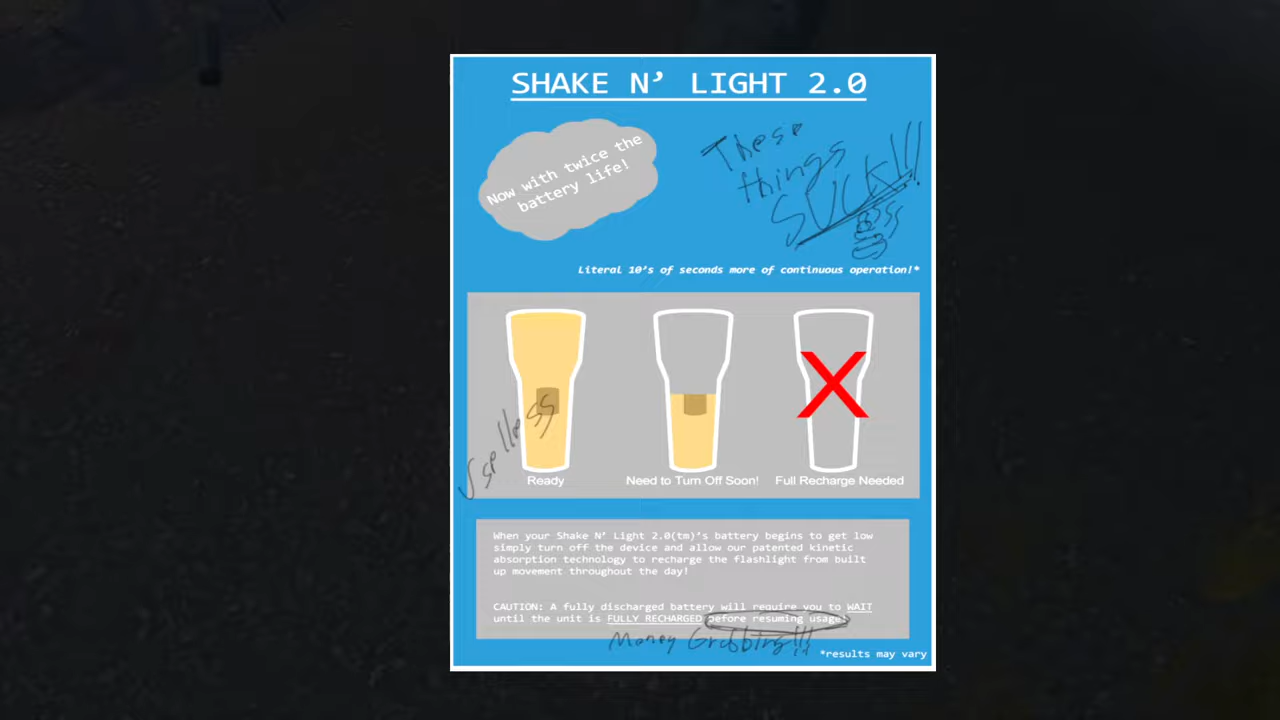 SHAKE N’ LIGHT 2.0
Now with twice the
battery life!
These
things
SUCK!!!
Literal 10’s of seconds more of continuous operation!*
Ready
Need to Turn Off Soon!
Full Recharge Needed
When your Shake N’ Light 2.0(tm)’s battery begins to get low
simply turn off the device and allow our patented kinetic
absorption technology to recharge the flashlight from built
up movement throughout the day!
CAUTION: A fully discharged battery will require you to WAIT
until the unit is FULLY RECHARGED before resuming usage!
Money Grubbing!!!
*results may vary